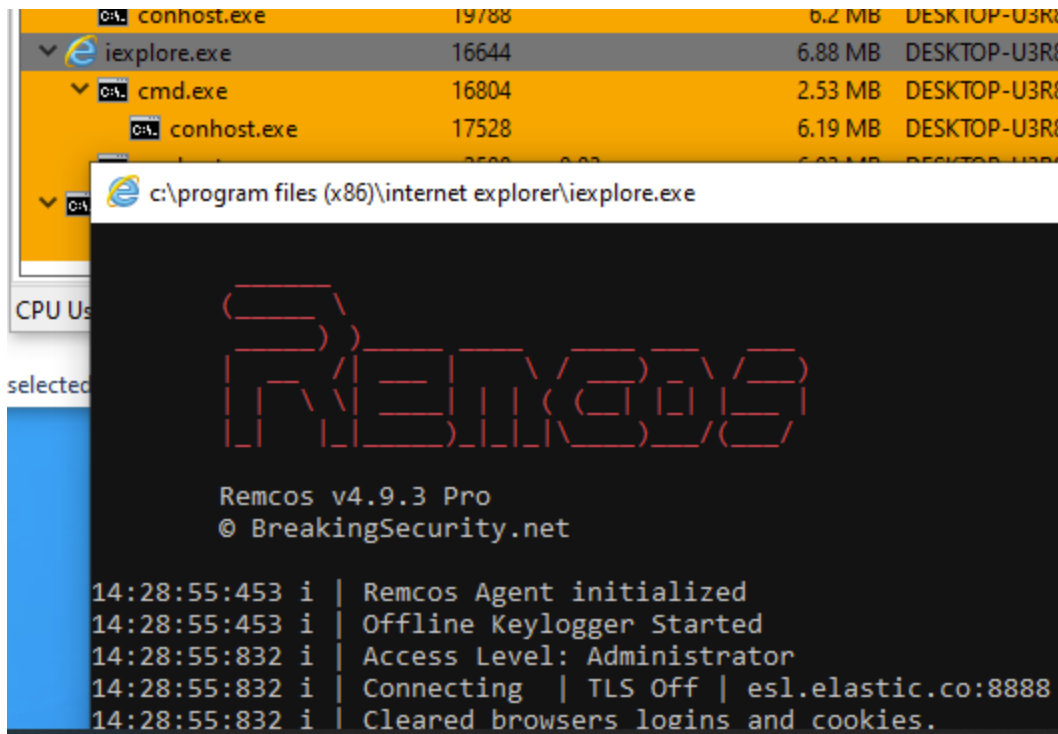 conhost.exe 19788 6.2 MB DESKTOP-U3R8
iexplore.exe 16644 6.88 MB DESKTOP-U3R8
cmd.exe 16804 2.53 MB DESKTOP-U3R8
conhost.exe 17528 6.19 MB DESKTOP-U3R8
c:\program files (x86)\internet explorer\iexplore.exe
CPU Us
selected
Remcos
Remcos v4.9.3 Pro
© BreakingSecurity.net
14:28:55:453 i | Remcos Agent initialized
14:28:55:453 i | Offline Keylogger Started
14:28:55:832 i | Access Level: Administrator
14:28:55:832 i | Connecting | TLS Off | esl.elastic.co:8888
14:28:55:832 i | Cleared browsers logins and cookies.